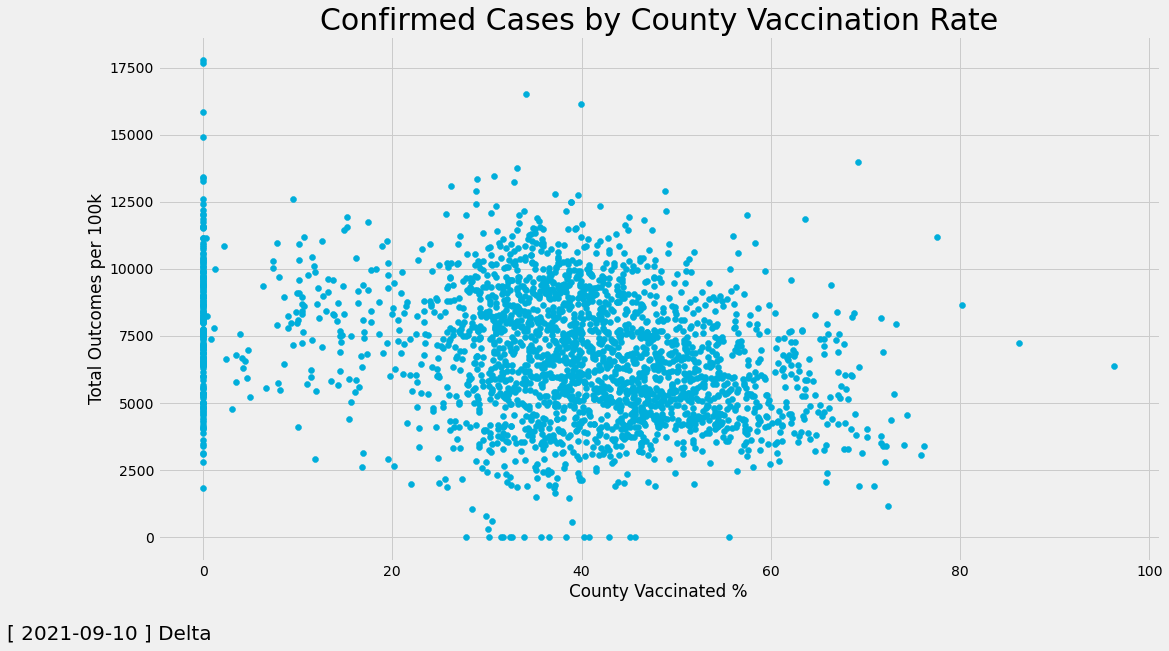 Confirmed Cases by County Vaccination Rate
17500
15000
12500
10000
7500
5000
2500
0
Total Outcomes per 100k
0 20 40 60 80 100
County Vaccinated %
[ 2021-09-10 ] Delta